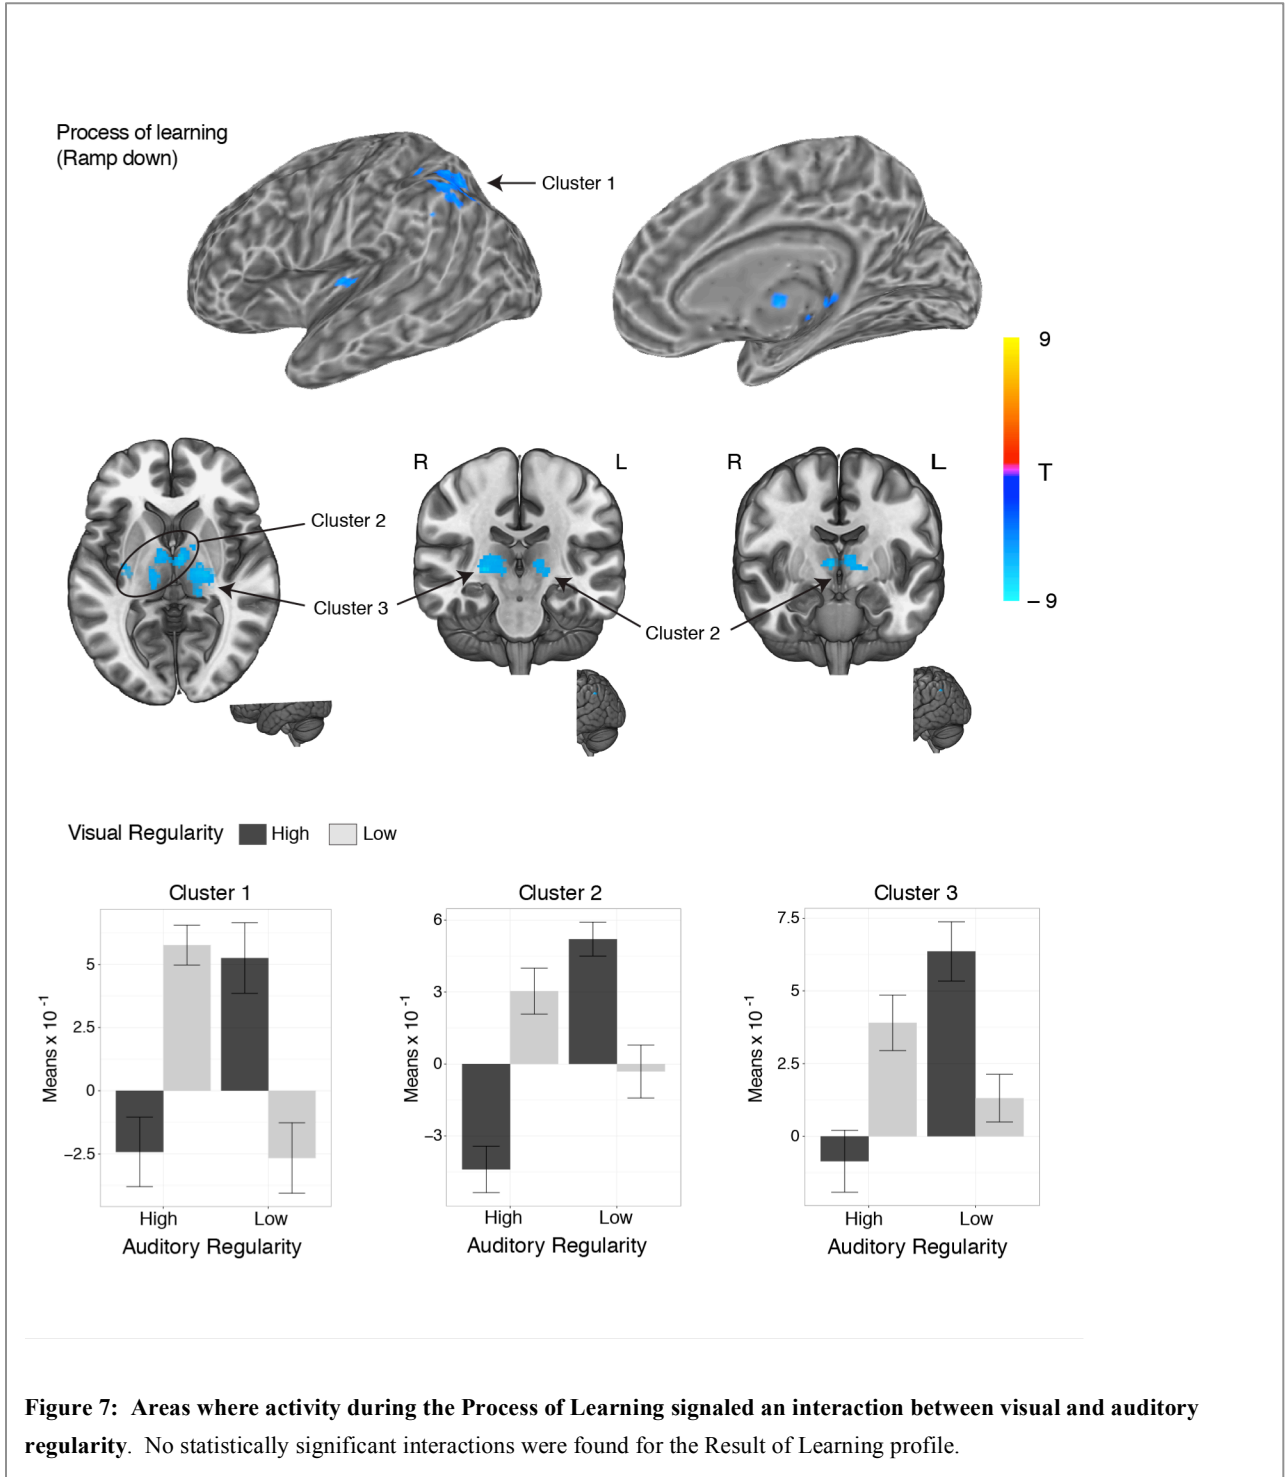 Process of learning
(Ramp down)
Cluster 1
9
T
– 9
R L
R L
Cluster 2
Cluster 3
Cluster 2
Visual Regularity High Low
Cluster 1
Means x 10⁻¹
5
2.5
0
−2.5
High Low
Auditory Regularity
Cluster 2
Means x 10⁻¹
6
3
0
−3
High Low
Auditory Regularity
Cluster 3
Means x 10⁻¹
7.5
5
2.5
0
High Low
Auditory Regularity
Figure 7: Areas where activity during the Process of Learning signaled an interaction between visual and auditory
regularity. No statistically significant interactions were found for the Result of Learning profile.